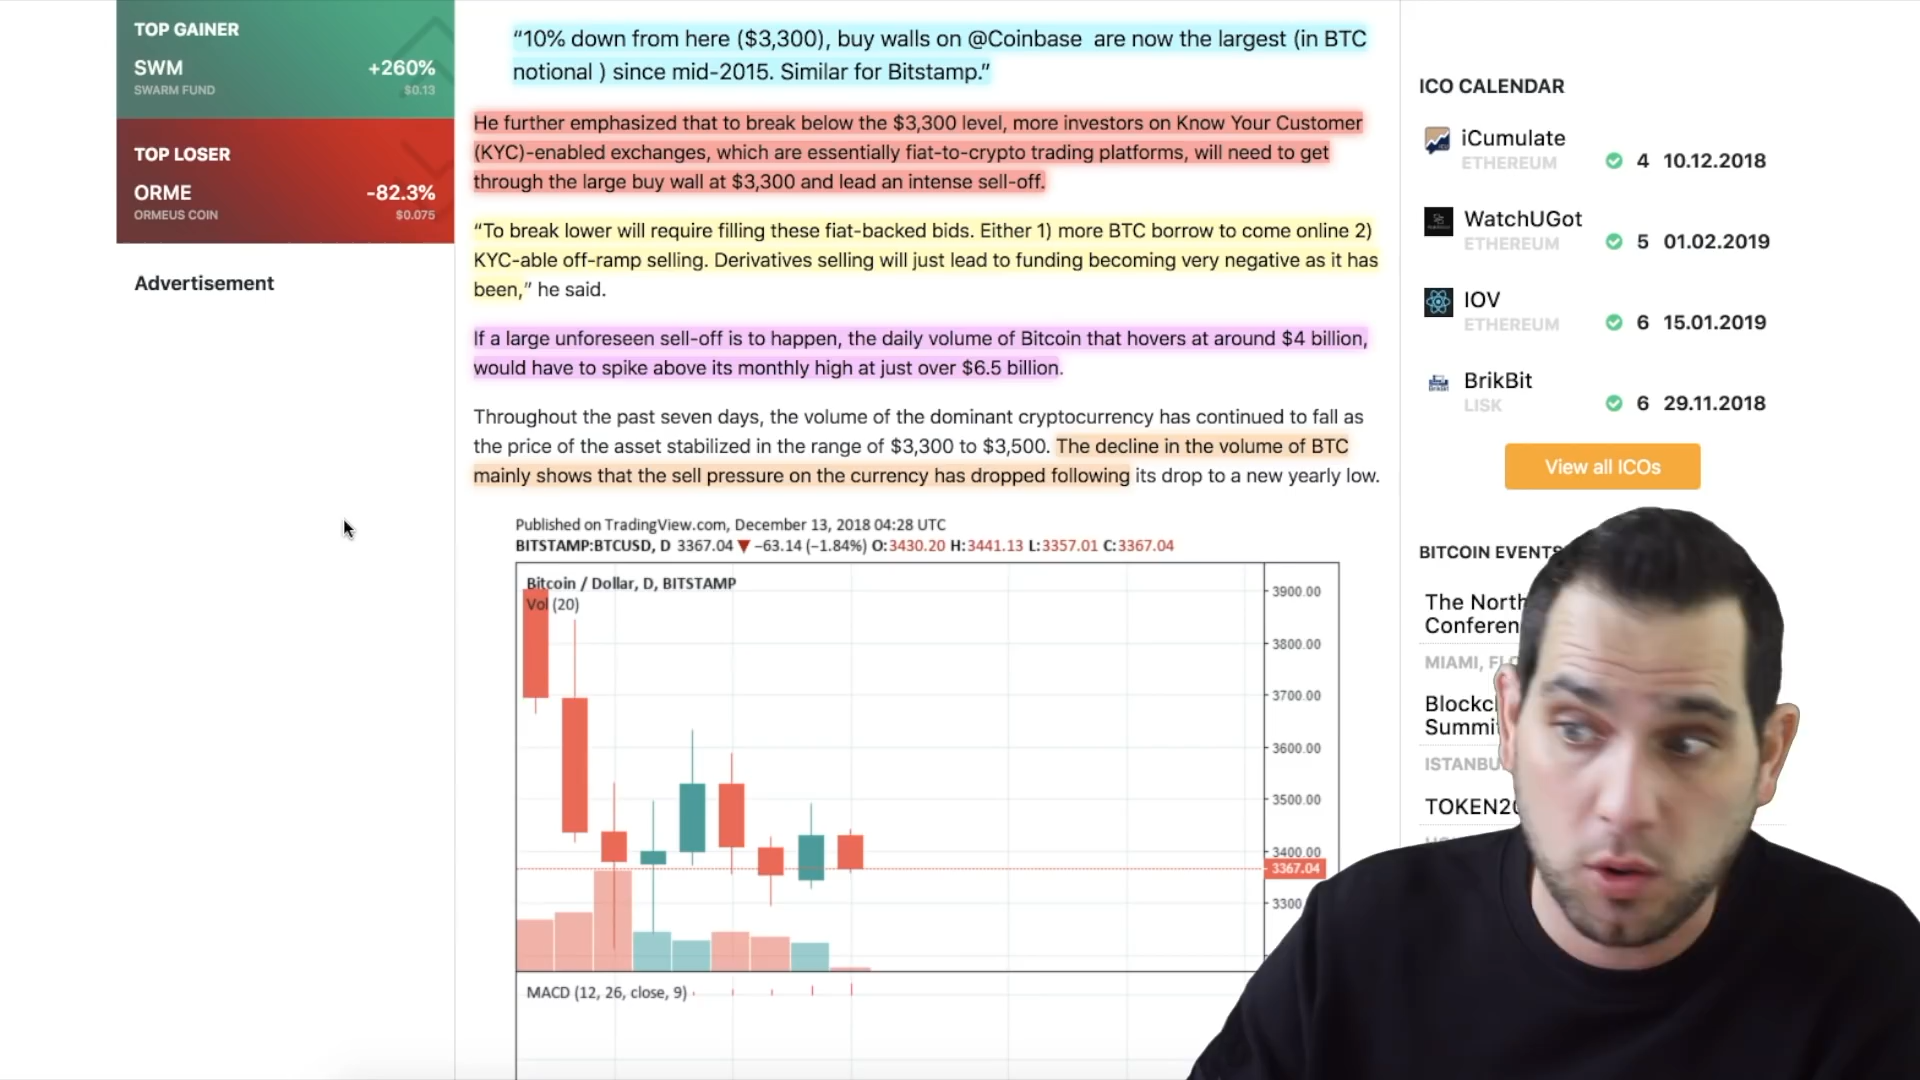 TOP GAINER
SWM +260%
SWARM FUND $0.13
TOP LOSER
ORME -82.3%
ORMEUS COIN $0.075
Advertisement
“10% down from here ($3,300), buy walls on @Coinbase are now the largest (in BTC
notional ) since mid-2015. Similar for Bitstamp.”
He further emphasized that to break below the $3,300 level, more investors on Know Your Customer
(KYC)-enabled exchanges, which are essentially fiat-to-crypto trading platforms, will need to get
through the large buy wall at $3,300 and lead an intense sell-off.
“To break lower will require filling these fiat-backed bids. Either 1) more BTC borrow to come online 2)
KYC-able off-ramp selling. Derivatives selling will just lead to funding becoming very negative as it has
been,” he said.
If a large unforeseen sell-off is to happen, the daily volume of Bitcoin that hovers at around $4 billion,
would have to spike above its monthly high at just over $6.5 billion.
Throughout the past seven days, the volume of the dominant cryptocurrency has continued to fall as
the price of the asset stabilized in the range of $3,300 to $3,500. The decline in the volume of BTC
mainly shows that the sell pressure on the currency has dropped following its drop to a new yearly low.
Published on TradingView.com, December 13, 2018 04:28 UTC
BITSTAMP:BTCUSD, D 3367.04 ▼ −63.14 (−1.84%) O:3430.20 H:3441.13 L:3357.01 C:3367.04
Bitcoin / Dollar, D, BITSTAMP
Vol (20)
3900.00
3800.00
3700.00
3600.00
3500.00
3400.00
3367.04
3300
MACD (12, 26, close, 9)
ICO CALENDAR
iCumulate
ETHEREUM 4 10.12.2018
WatchUGot
ETHEREUM 5 01.02.2019
IOV
ETHEREUM 6 15.01.2019
BrikBit
LISK 6 29.11.2018
View all ICOs
BITCOIN EVENTS
The North
Conferen
MIAMI, FLO
Blockc
Summi
ISTANBU
TOKEN20